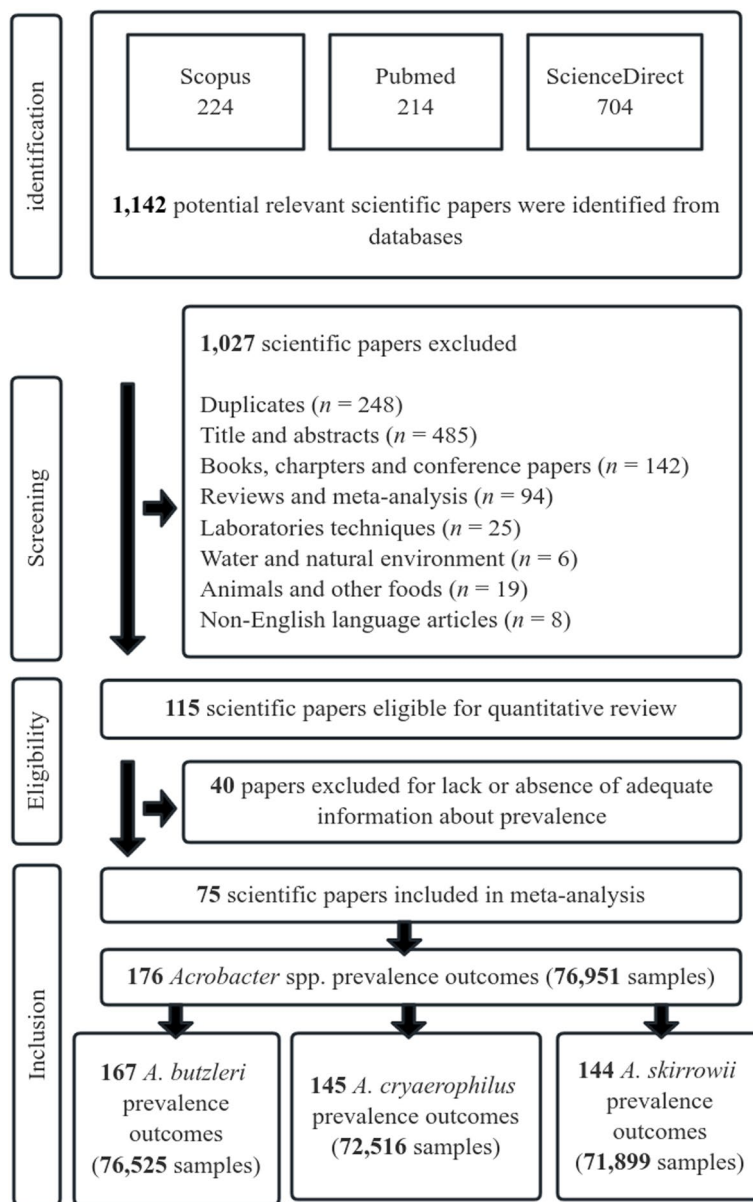 identification
Scopus
224
Pubmed
214
ScienceDirect
704
1,142 potential relevant scientific papers were identified from
databases
Screening
1,027 scientific papers excluded
Duplicates (n = 248)
Title and abstracts (n = 485)
Books, charpters and conference papers (n = 142)
Reviews and meta-analysis (n = 94)
Laboratories techniques (n = 25)
Water and natural environment (n = 6)
Animals and other foods (n = 19)
Non-English language articles (n = 8)
Eligibility
115 scientific papers eligible for quantitative review
40 papers excluded for lack or absence of adequate
information about prevalence
Inclusion
75 scientific papers included in meta-analysis
176 Acrobacter spp. prevalence outcomes (76,951 samples)
167 A. butzleri
prevalence
outcomes
(76,525 samples)
145 A. cryaerophilus
prevalence outcomes
(72,516 samples)
144 A. skirrowii
prevalence
outcomes
(71,899 samples)